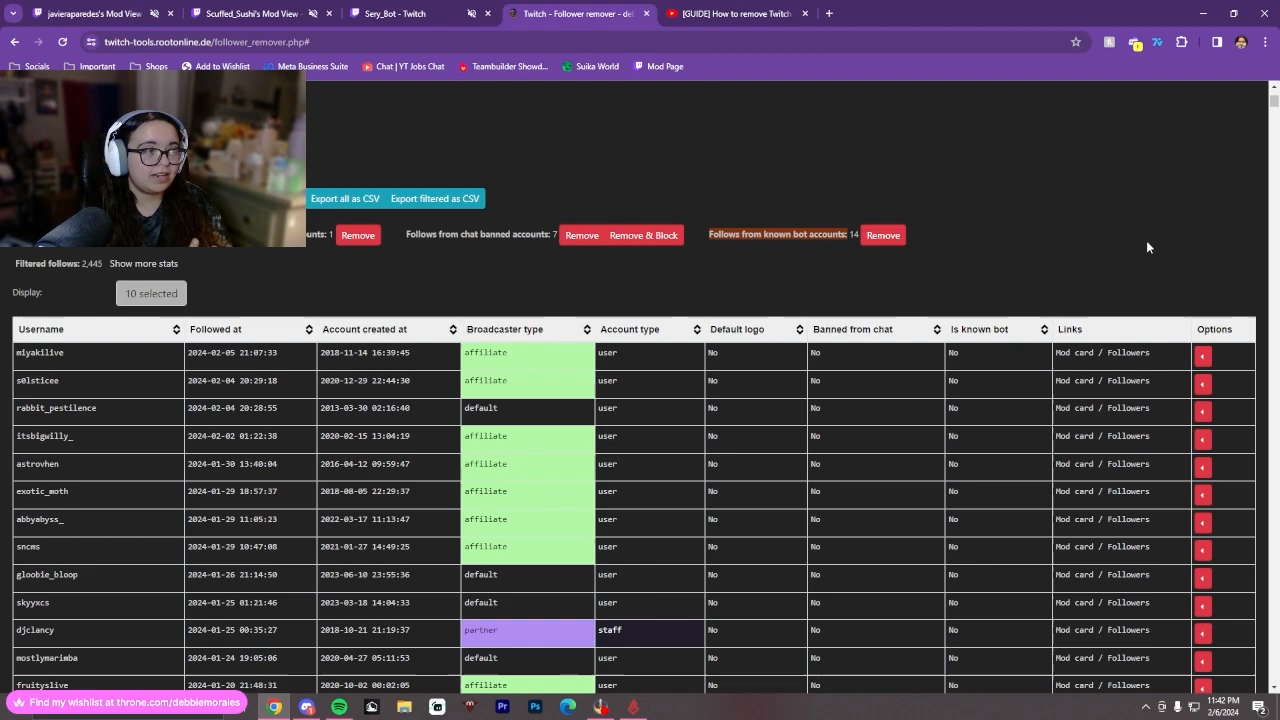 javieraparedes's Mod View -
Scuffed_Sushi's Mod View -
Sery_Bot - Twitch
Twitch - Follower remover - de
[GUIDE] How to remove Twitch
twitch-tools.rootonline.de/follower_remover.php#
Socials Important Shops Add to Wishlist Meta Business Suite Chat | YT Jobs Chat Teambuilder Showd... Suika World Mod Page
Export all as CSV Export filtered as CSV
ounts: 1 Remove Follows from chat banned accounts: 7 Remove Remove & Block Follows from known bot accounts: 14 Remove
Filtered follows: 2,445 Show more stats
Display: 10 selected
Username Followed at Account created at Broadcaster type Account type Default logo Banned from chat Is known bot Links Options
miyakilive 2024-02-05 21:07:33 2018-11-14 16:39:45 affiliate user No No No Mod card / Followers
s0lsticee 2024-02-04 20:29:18 2020-12-29 22:44:30 affiliate user No No No Mod card / Followers
rabbit_pestilence 2024-02-04 20:28:55 2013-03-30 02:16:40 default user No No No Mod card / Followers
itsbigwilly_ 2024-02-02 01:22:38 2020-02-15 13:04:19 affiliate user No No No Mod card / Followers
astrovhen 2024-01-30 13:40:04 2016-04-12 09:59:47 affiliate user No No No Mod card / Followers
exotic_moth 2024-01-29 18:57:37 2018-08-05 22:29:37 affiliate user No No No Mod card / Followers
abbyabyss_ 2024-01-29 11:05:23 2022-03-17 11:13:47 affiliate user No No No Mod card / Followers
sncms 2024-01-29 10:47:08 2021-01-27 14:49:25 affiliate user No No No Mod card / Followers
gloobie_bloop 2024-01-26 21:14:50 2023-06-10 23:55:36 default user No No No Mod card / Followers
skyyxcs 2024-01-25 01:21:46 2023-03-18 14:04:33 default user No No No Mod card / Followers
djclancy 2024-01-25 00:35:27 2018-10-21 21:19:37 partner staff No No No Mod card / Followers
mostlymarimba 2024-01-24 19:05:06 2020-04-27 05:11:53 default user No No No Mod card / Followers
fruityslive 2024-01-20 21:48:31 2020-10-02 00:02:05 affiliate user No No No Mod card / Followers
Find my wishlist at throne.com/debbiemorales
11:42 PM
2/6/2024